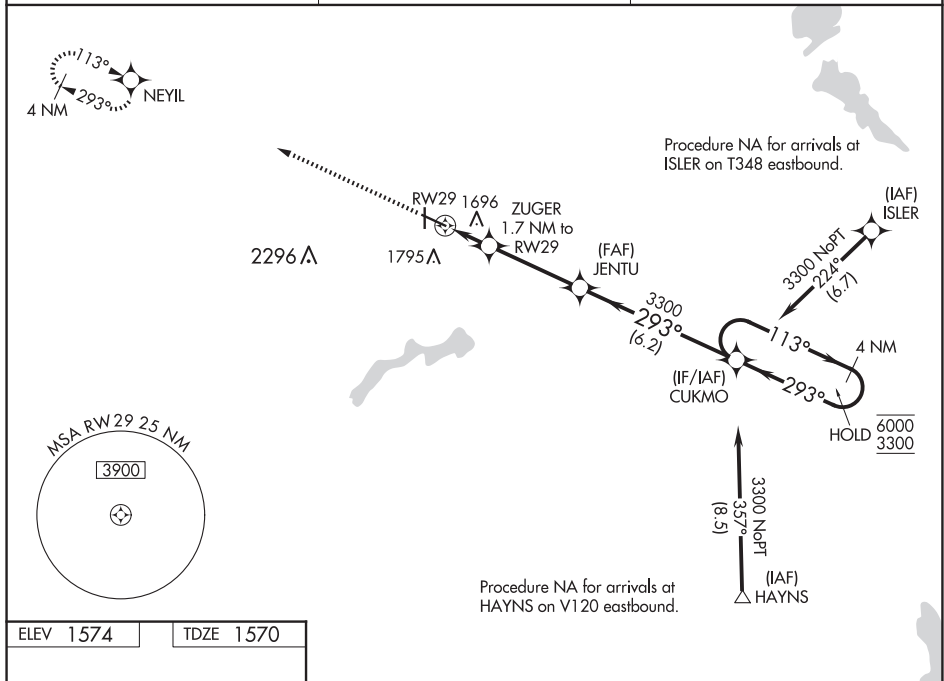 113°
293°
4 NM
NEYIL
Procedure NA for arrivals at
ISLER on T348 eastbound.
(IAF)
ISLER
3300 NoPT
224°
(6.7)
RW29
1696
ZUGER
1.7 NM to
RW29
2296
1795
(FAF)
JENTU
3300
293°
(6.2)
113°
4 NM
293°
(IF/IAF)
CUKMO
HOLD
6000
3300
MSA RW29 25 NM
3900
3300 NoPT
357°
(8.5)
Procedure NA for arrivals at
HAYNS on V120 eastbound.
(IAF)
HAYNS
ELEV 1574
TDZE 1570